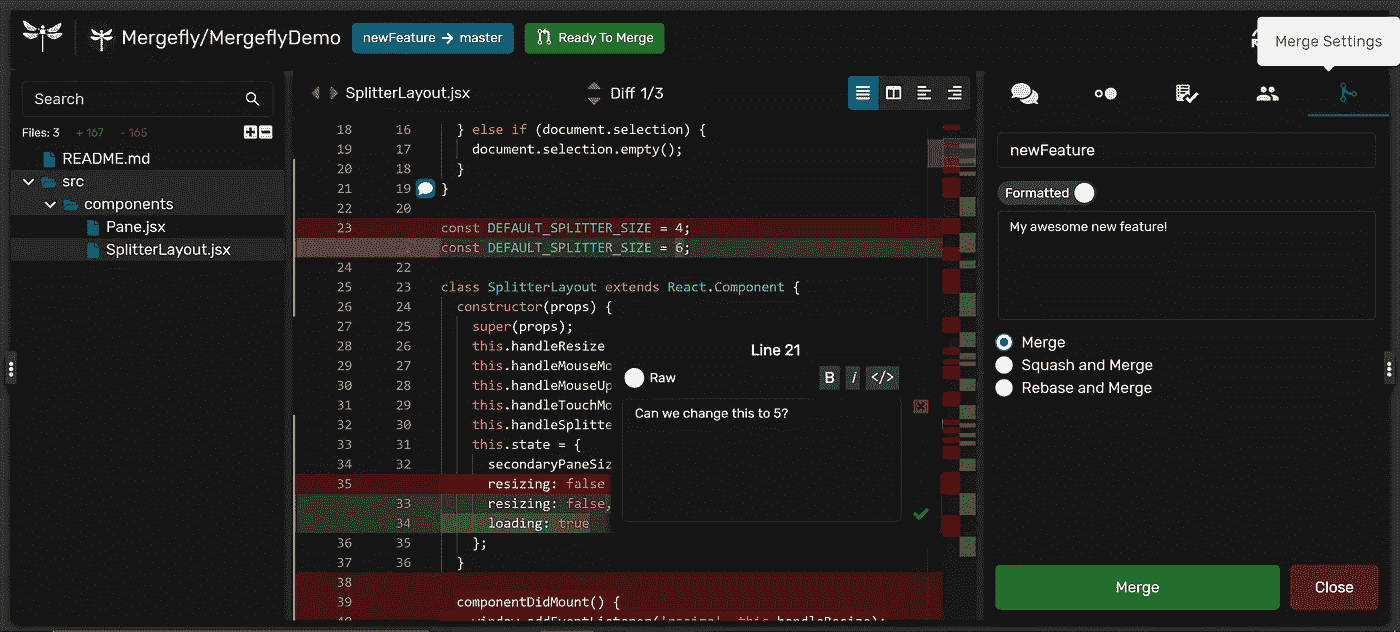 Mergefly/MergeflyDemo
newFeature → master
Ready To Merge
Merge Settings
Search
Files: 3 + 167 - 165
README.md
src
components
Pane.jsx
SplitterLayout.jsx
SplitterLayout.jsx
Diff 1/3
18 16 } else if (document.selection) {
19 17 document.selection.empty();
20 18 }
21 19 }
22 20
23 const DEFAULT_SPLITTER_SIZE = 4;
const DEFAULT_SPLITTER_SIZE = 6;
24 22
25 23 class SplitterLayout extends React.Component {
26 24 constructor(props) {
27 25 super(props);
28 26 this.handleResize
29 27 this.handleMouseMo
30 28 this.handleMouseUp
31 29 this.handleTouchMo
32 30 this.handleSplitte
33 31 this.state = {
34 32 secondaryPaneSiz
35 resizing: false
33 resizing: false,
34 loading: true
36 35 };
37 36 }
38
39 componentDidMount() {
Line 21
Raw
B i </>
Can we change this to 5?
newFeature
Formatted
My awesome new feature!
Merge
Squash and Merge
Rebase and Merge
Merge
Close